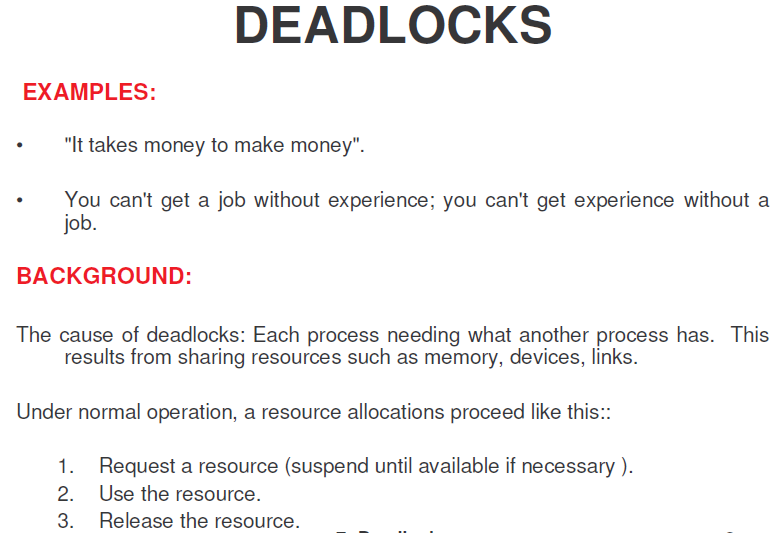 DEADLOCKS
EXAMPLES:
• "It takes money to make money".
• You can't get a job without experience; you can't get experience without a
job.
BACKGROUND:
The cause of deadlocks: Each process needing what another process has. This
results from sharing resources such as memory, devices, links.
Under normal operation, a resource allocations proceed like this::
1. Request a resource (suspend until available if necessary ).
2. Use the resource.
3. Release the resource.